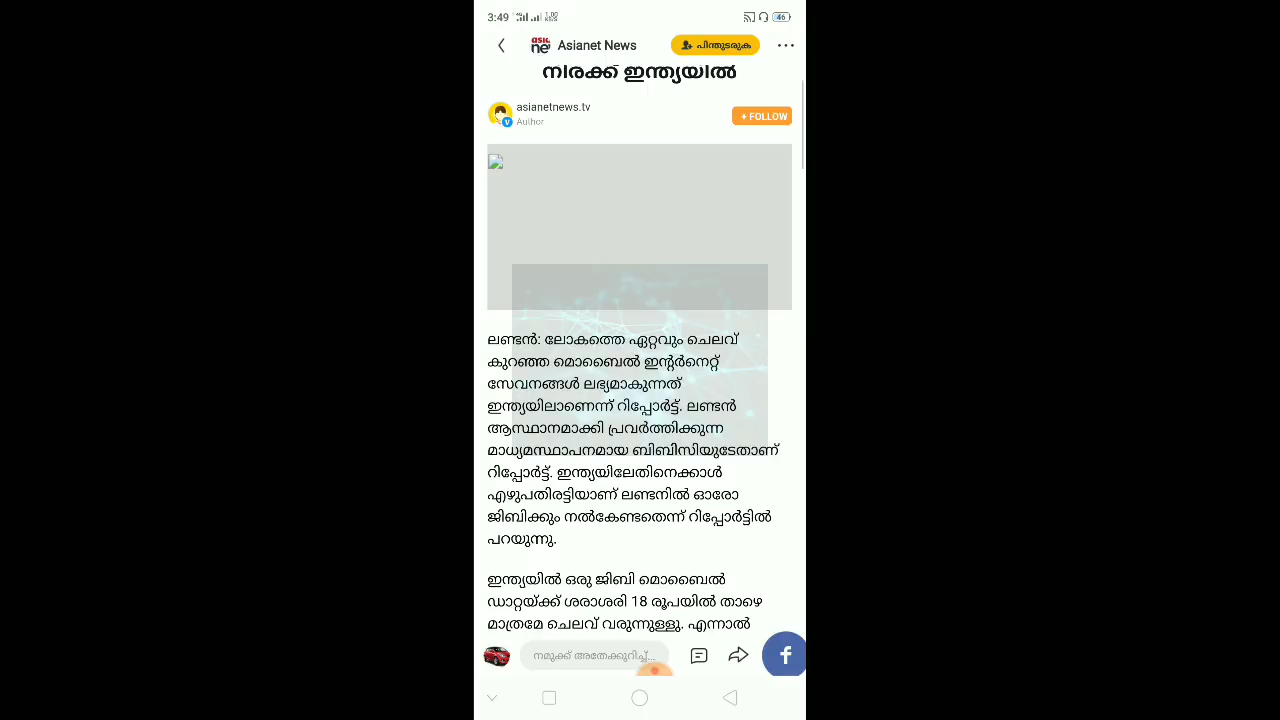 3:49
46
Asianet News
പിന്തുടരുക
നിരക്ക് ഇന്ത്യയിൽ
asianetnews.tv
Author
+ FOLLOW
ലണ്ടൻ: ലോകത്തെ ഏറ്റവും ചെലവ്
കുറഞ്ഞ മൊബൈൽ ഇന്റർനെറ്റ്
സേവനങ്ങൾ ലഭ്യമാകുന്നത്
ഇന്ത്യയിലാണെന്ന് റിപ്പോർട്ട്. ലണ്ടൻ
ആസ്ഥാനമാക്കി പ്രവർത്തിക്കുന്ന
മാധ്യമസ്ഥാപനമായ ബിബിസിയുടേതാണ്
റിപ്പോർട്ട്. ഇന്ത്യയിലേതിനെക്കാൾ
എഴുപതിരട്ടിയാണ് ലണ്ടനിൽ ഓരോ
ജിബിക്കും നൽകേണ്ടതെന്ന് റിപ്പോർട്ടിൽ
പറയുന്നു.
ഇന്ത്യയിൽ ഒരു ജിബി മൊബൈൽ
ഡാറ്റയ്ക്ക് ശരാശരി 18 രൂപയിൽ താഴെ
മാത്രമേ ചെലവ് വരുന്നുള്ളു. എന്നാൽ
നമുക്ക് അതേക്കുറിച്ച്...